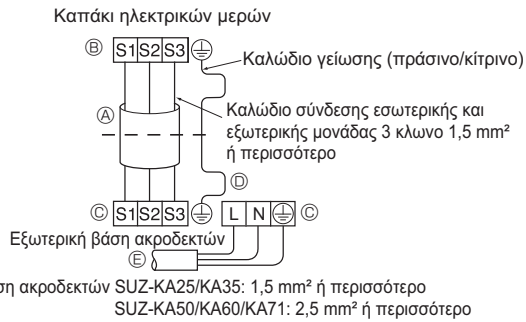 Καπάκι ηλεκτρικών μερών
Ⓑ S1 S2 S3 ⏚
Καλώδιο γείωσης (πράσινο/κίτρινο)
Ⓐ
Καλώδιο σύνδεσης εσωτερικής και
εξωτερικής μονάδας 3 κλωνο 1,5 mm²
ή περισσότερο
Ⓓ
Ⓒ S1 S2 S3 ⏚ L N ⏚ Ⓒ
Εξωτερική βάση ακροδεκτών
Ⓔ
ακροδεκτών SUZ-KA25/KA35: 1,5 mm² ή περισσότερο
SUZ-KA50/KA60/KA71: 2,5 mm² ή περισσότερο